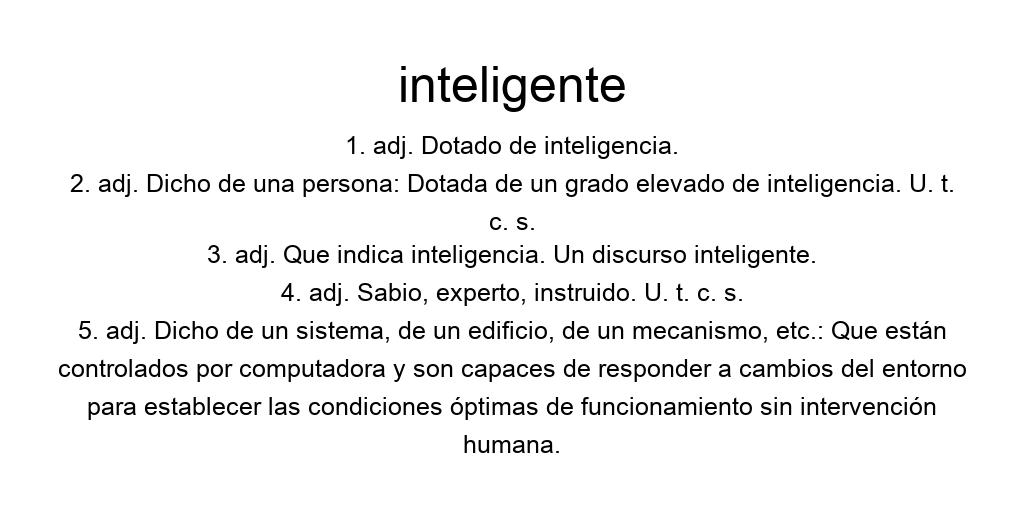 inteligente
1. adj. Dotado de inteligencia.
2. adj. Dicho de una persona: Dotada de un grado elevado de inteligencia. U. t.
c. s.
3. adj. Que indica inteligencia. Un discurso inteligente.
4. adj. Sabio, experto, instruido. U. t. c. s.
5. adj. Dicho de un sistema, de un edificio, de un mecanismo, etc.: Que están
controlados por computadora y son capaces de responder a cambios del entorno
para establecer las condiciones óptimas de funcionamiento sin intervención
humana.